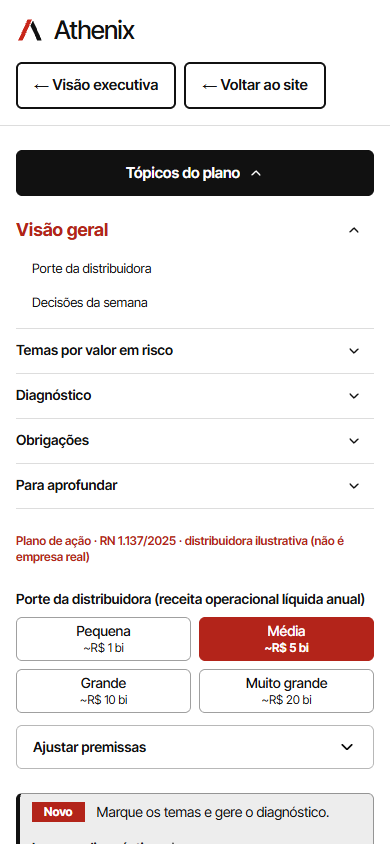 Athenix
← Visão executiva
← Voltar ao site
Tópicos do plano
Visão geral
Porte da distribuidora
Decisões da semana
Temas por valor em risco
Diagnóstico
Obrigações
Para aprofundar
Plano de ação · RN 1.137/2025 · distribuidora ilustrativa (não é
empresa real)
Porte da distribuidora (receita operacional líquida anual)
Pequena
~R$ 1 bi
Média
~R$ 5 bi
Grande
~R$ 10 bi
Muito grande
~R$ 20 bi
Ajustar premissas
Novo Marque os temas e gere o diagnóstico.